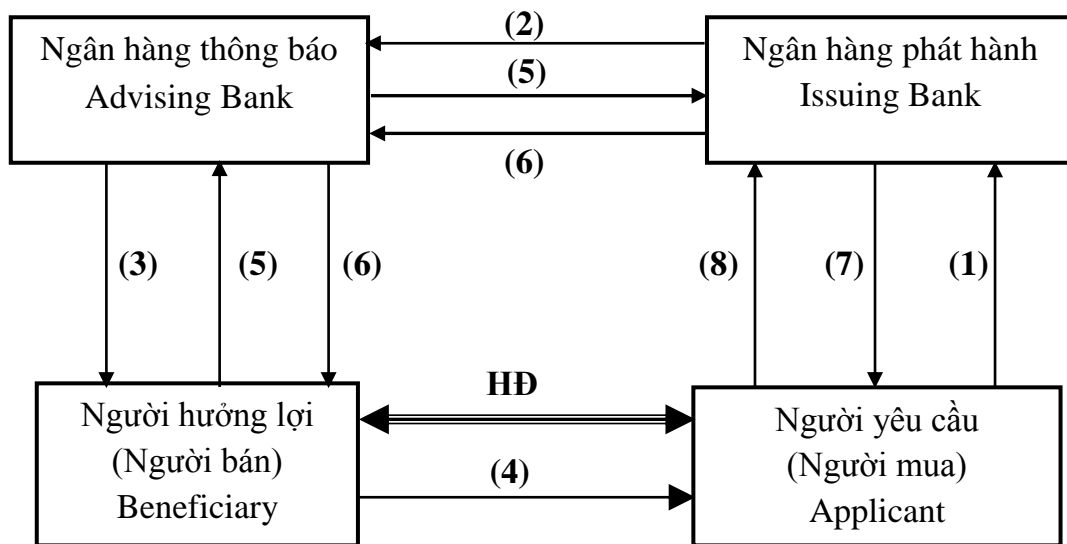 Ngân hàng thông báo
Advising Bank
(2)
(5)
(6)
Ngân hàng phát hành
Issuing Bank
(3)
(5)
(6)
(8)
(7)
(1)
Người hưởng lợi
(Người bán)
Beneficiary
HĐ
(4)
Người yêu cầu
(Người mua)
Applicant